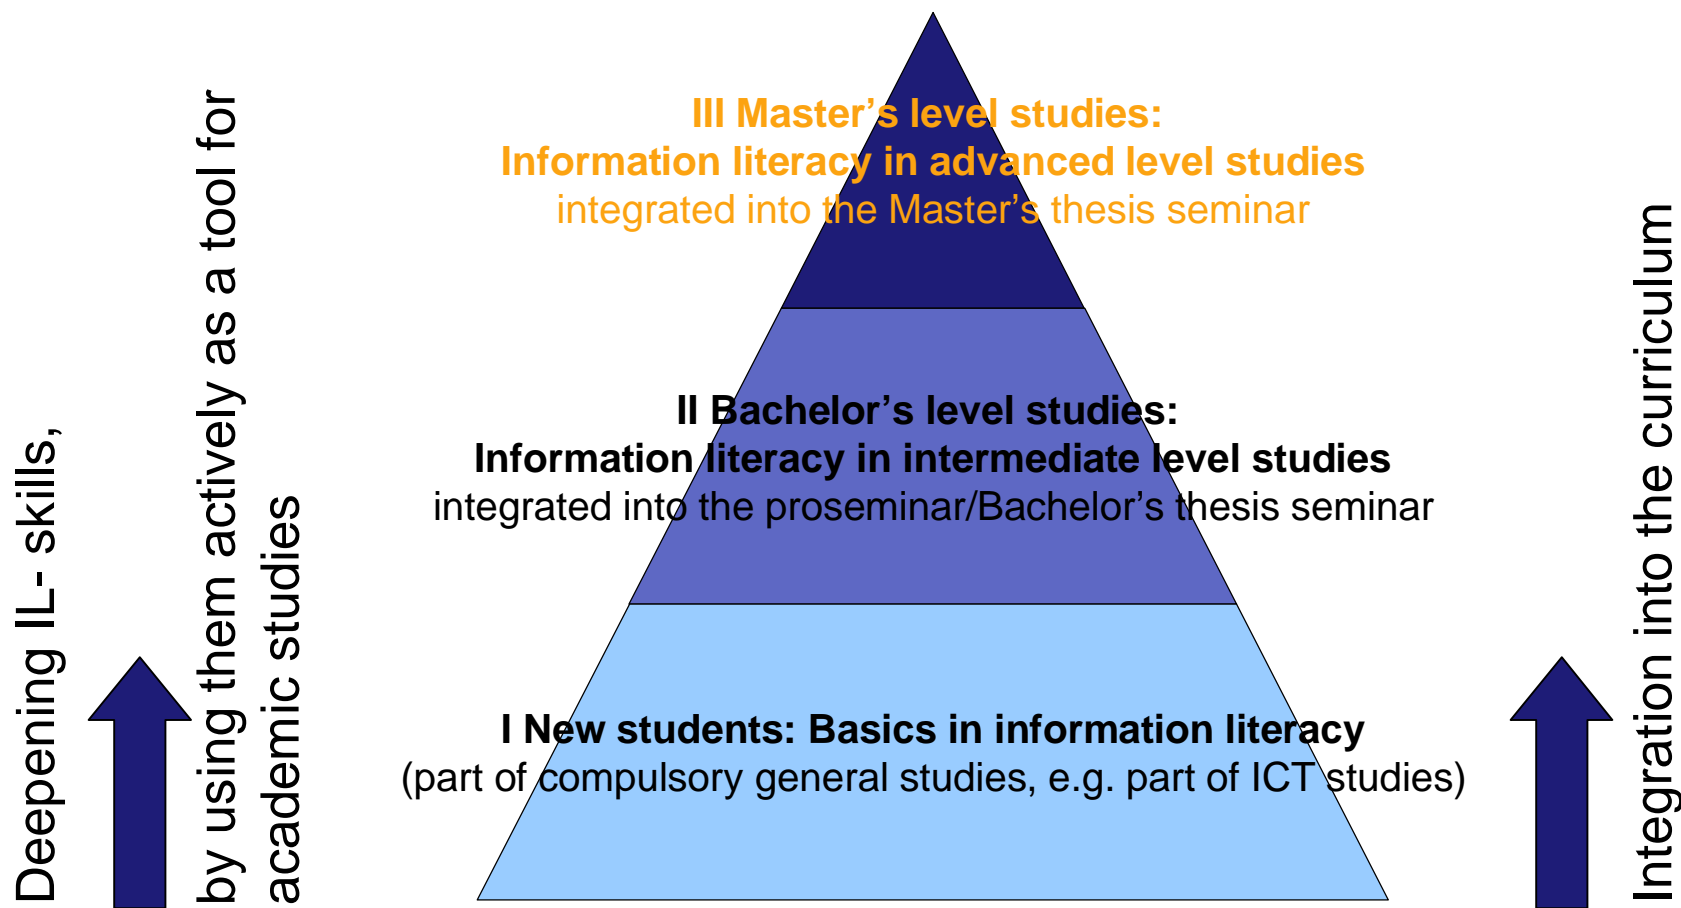 Deepening IL- skills,
by using them actively as a tool for
academic studies
III Master’s level studies:
Information literacy in advanced level studies
integrated into the Master’s thesis seminar
II Bachelor’s level studies:
Information literacy in intermediate level studies
integrated into the proseminar/Bachelor’s thesis seminar
I New students: Basics in information literacy
(part of compulsory general studies, e.g. part of ICT studies)
Integration into the curriculum